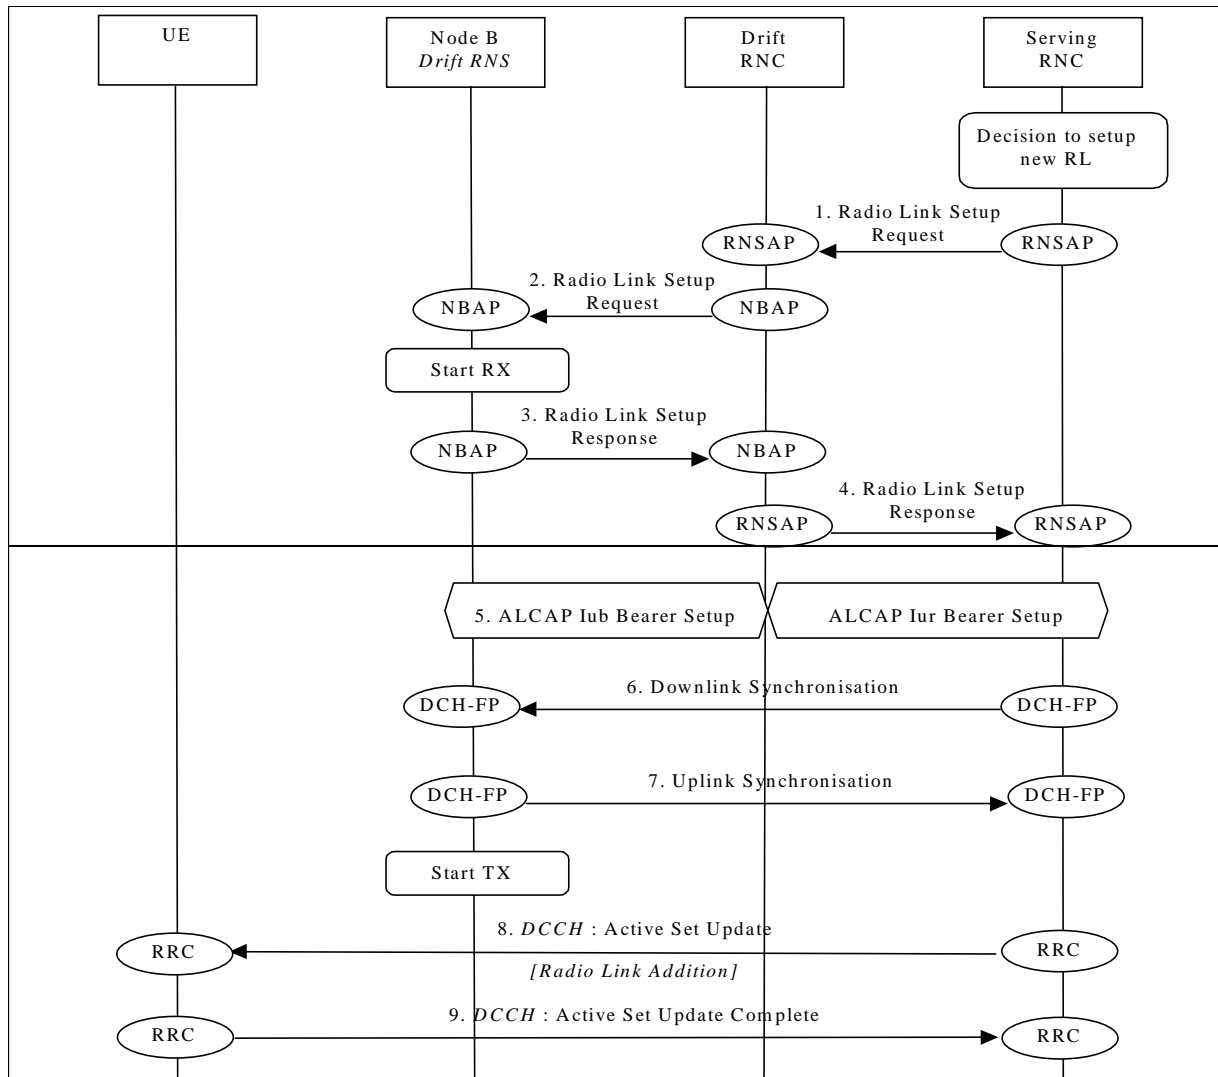 UE
Node B
Drift RNS
Drift
RNC
Serving
RNC
Decision to setup
new RL
1. Radio Link Setup
Request
RNSAP
RNSAP
2. Radio Link Setup
Request
NBAP
NBAP
Start RX
3. Radio Link Setup
Response
NBAP
NBAP
4. Radio Link Setup
Response
RNSAP
RNSAP
5. ALCAP Iub Bearer Setup
ALCAP Iur Bearer Setup
6. Downlink Synchronisation
DCH-FP
DCH-FP
7. Uplink Synchronisation
DCH-FP
DCH-FP
Start TX
8. DCCH : Active Set Update
RRC
RRC
[Radio Link Addition]
9. DCCH : Active Set Update Complete
RRC
RRC